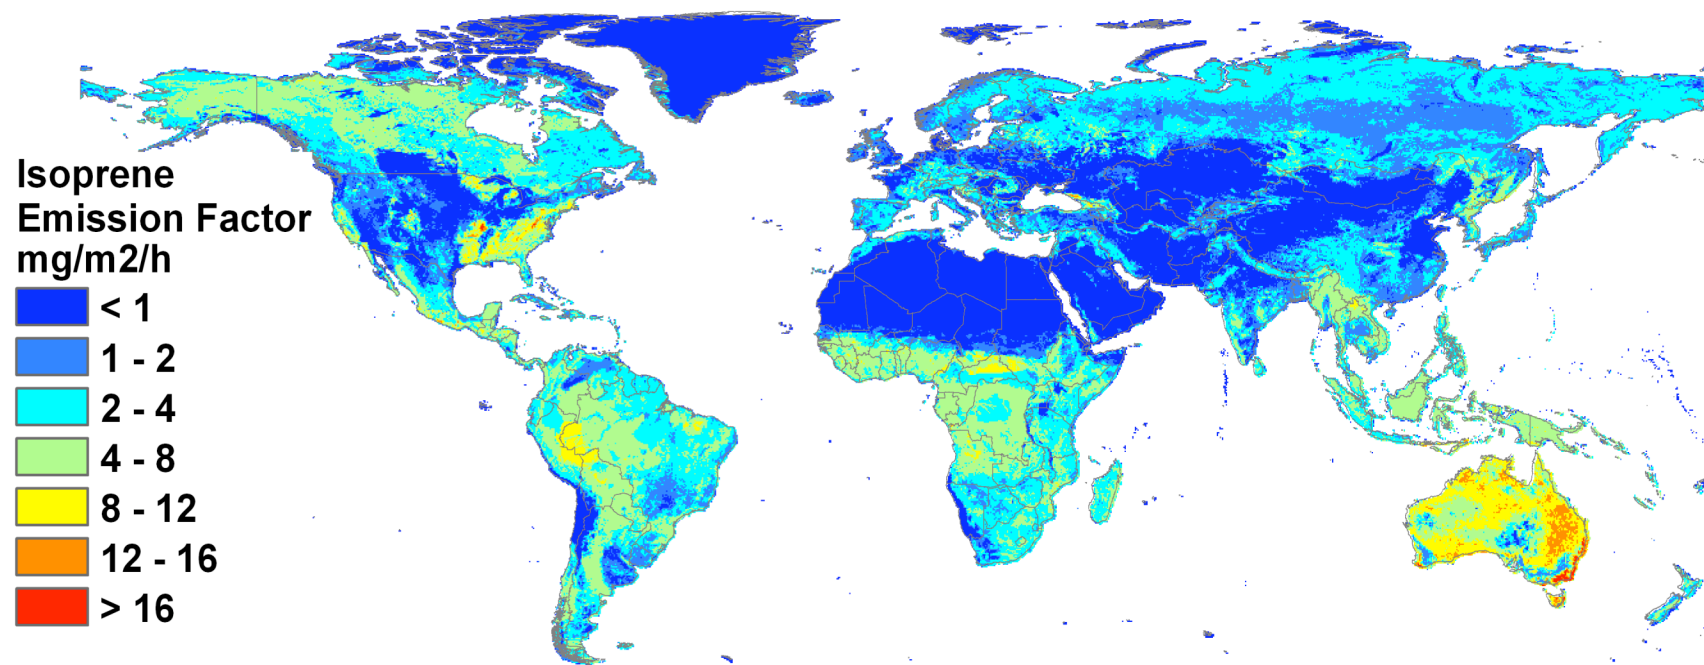 Isoprene
Emission Factor
mg/m2/h
< 1
1 - 2
2 - 4
4 - 8
8 - 12
12 - 16
> 16